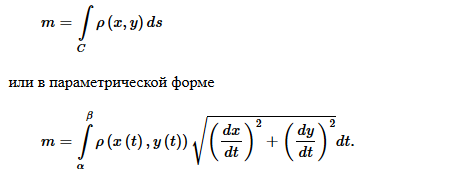 m = ∫_C ρ (x, y) ds
или в параметрической форме
m = ∫_α^β ρ (x (t) , y (t)) √((dx/dt)^2 + (dy/dt)^2) dt.